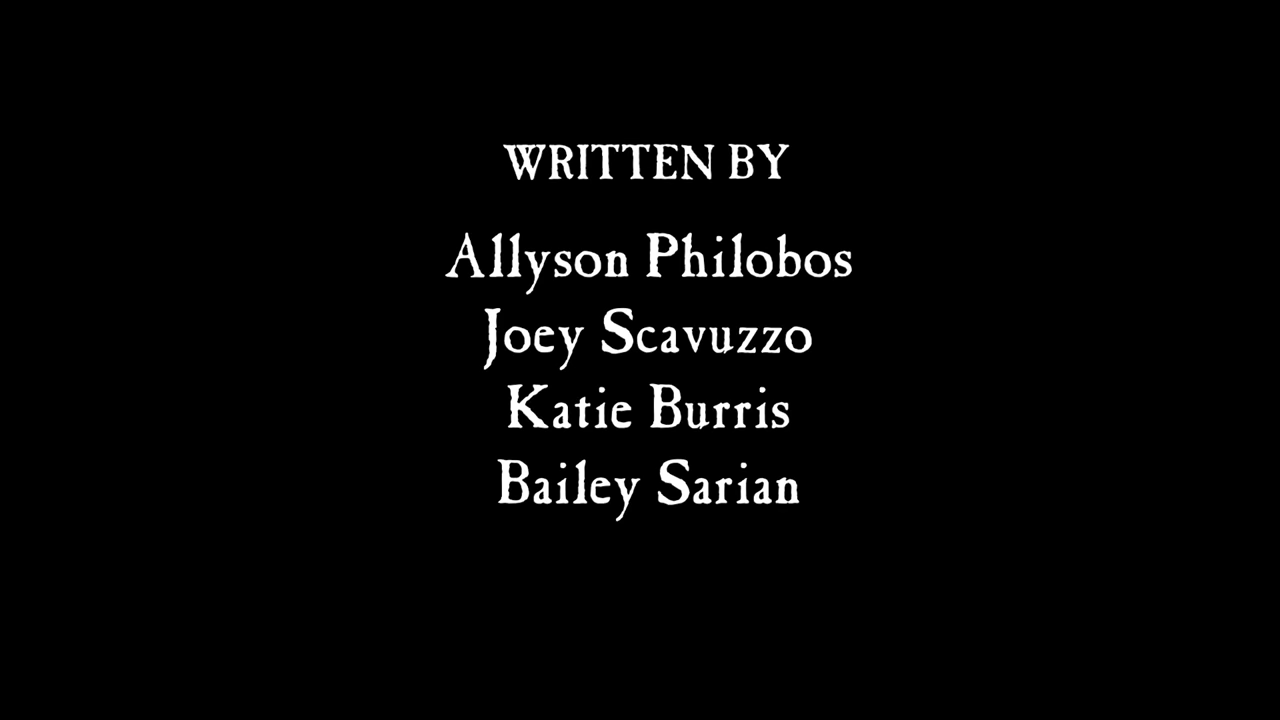 WRITTEN BY
Allyson Philobos
Joey Scavuzzo
Katie Burris
Bailey Sarian